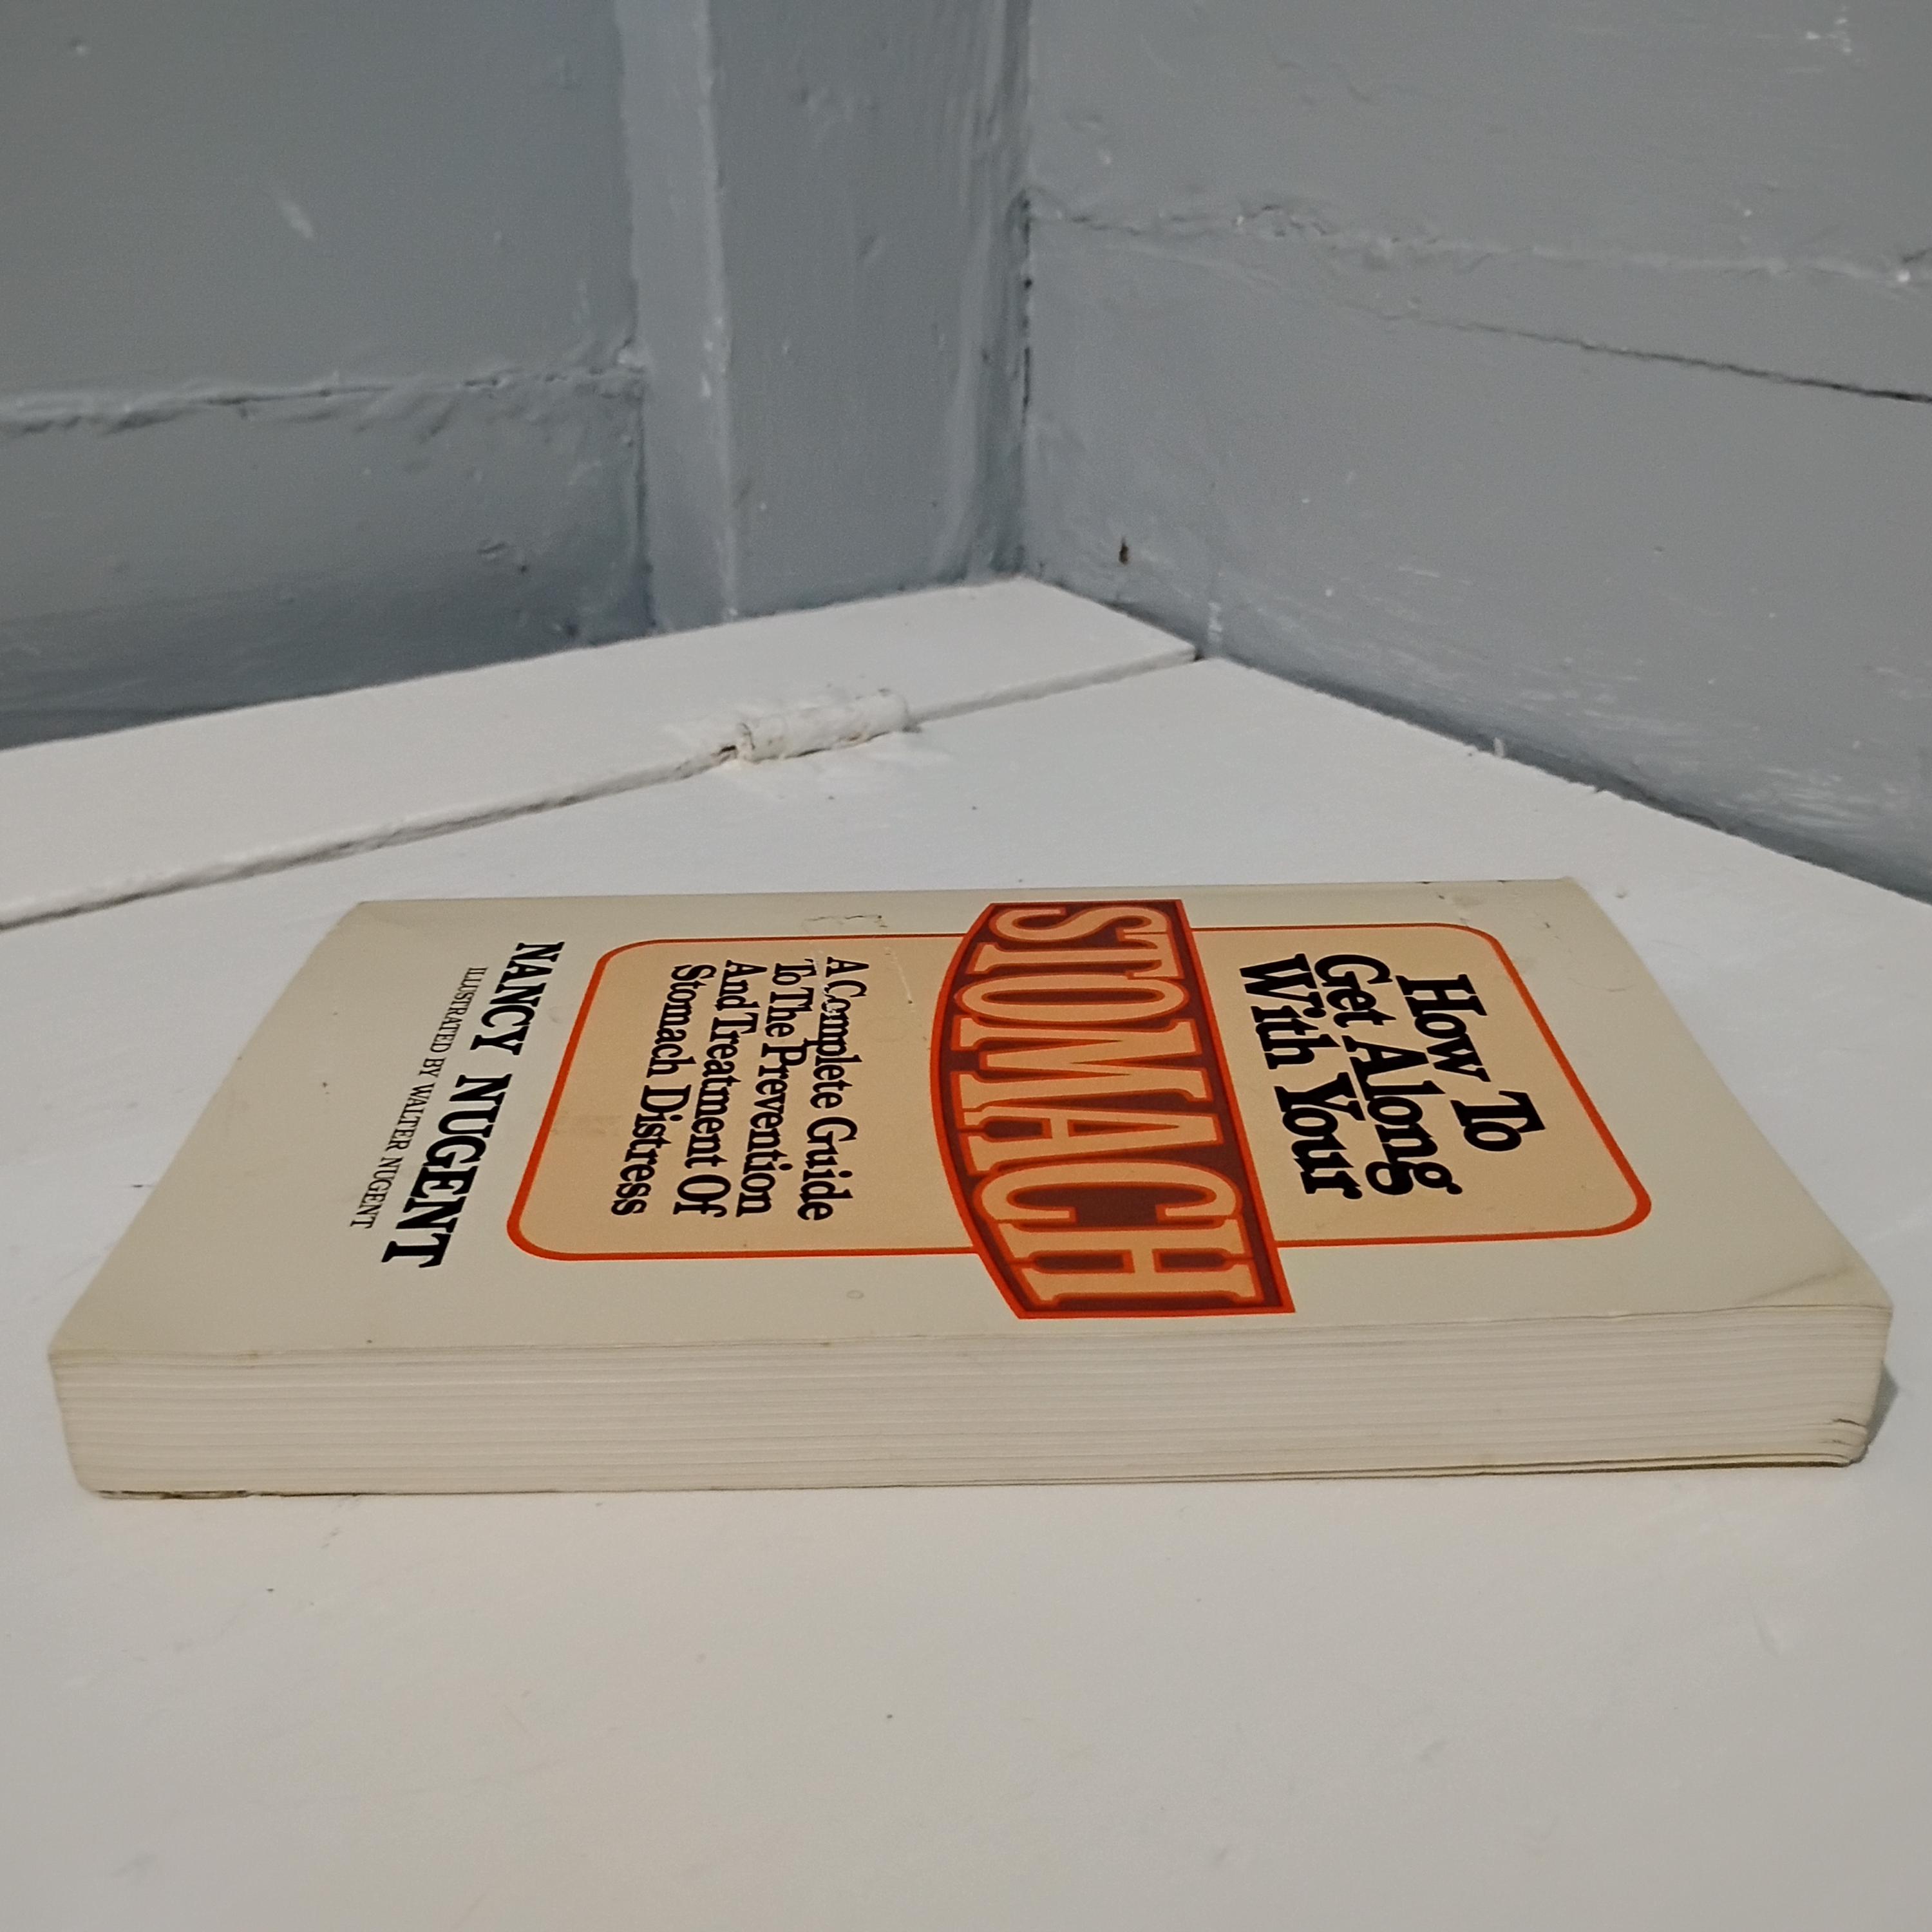 How To
Get Along
With Your
STOMACH
A Complete Guide
To The Prevention
And Treatment Of
Stomach Distress
NANCY NUGENT
ILLUSTRATED BY WALTER NUGENT